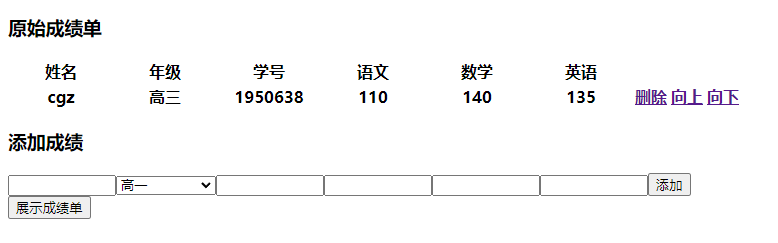 原始成绩单
姓名 年级 学号 语文 数学 英语
cgz 高三 1950638 110 140 135 删除 向上 向下
添加成绩
高一 添加
展示成绩单